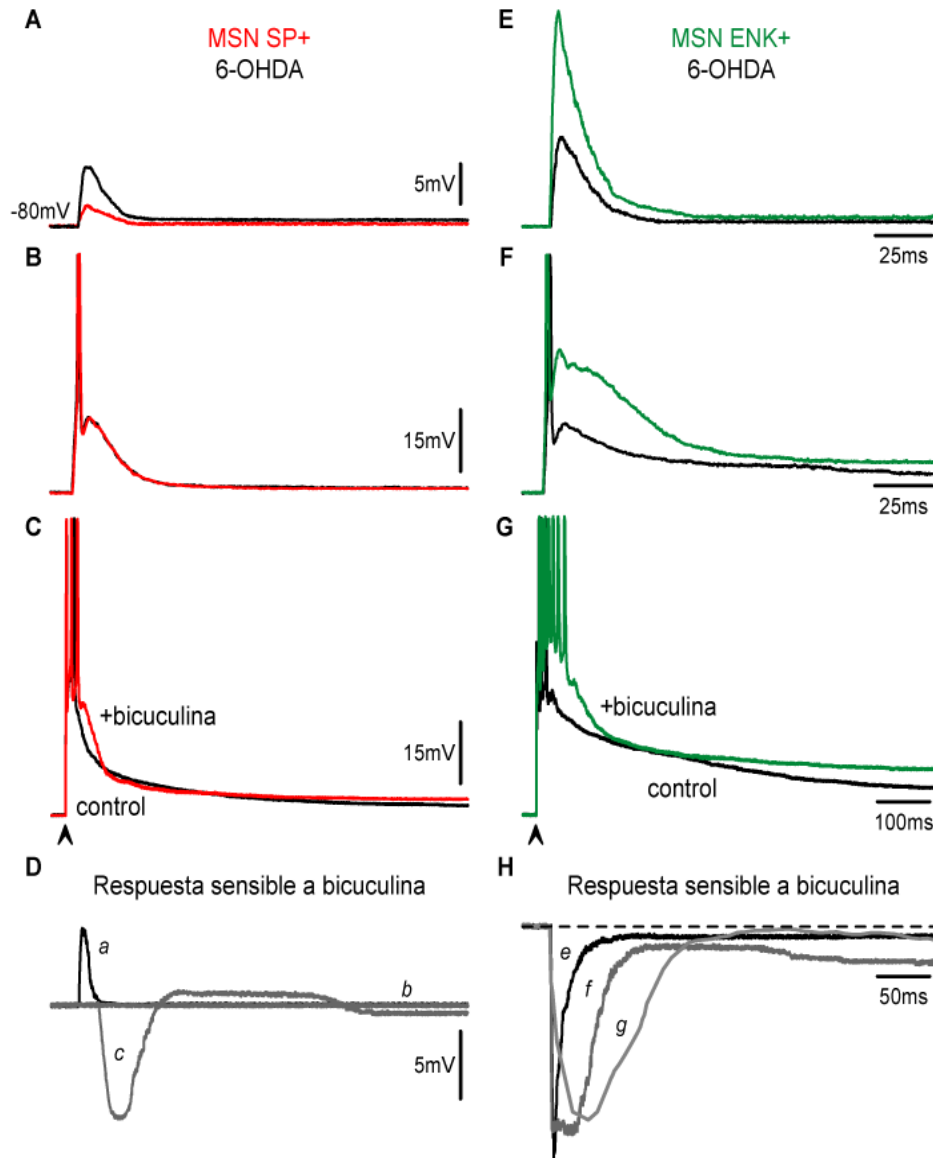 A
MSN SP+
6-OHDA
5mV
-80mV
E
MSN ENK+
6-OHDA
25ms
B
15mV
F
25ms
C
+bicuculina
15mV
control
G
+bicuculina
control
100ms
D
Respuesta sensible a bicuculina
a
b
c
5mV
H
Respuesta sensible a bicuculina
e
f
g
50ms